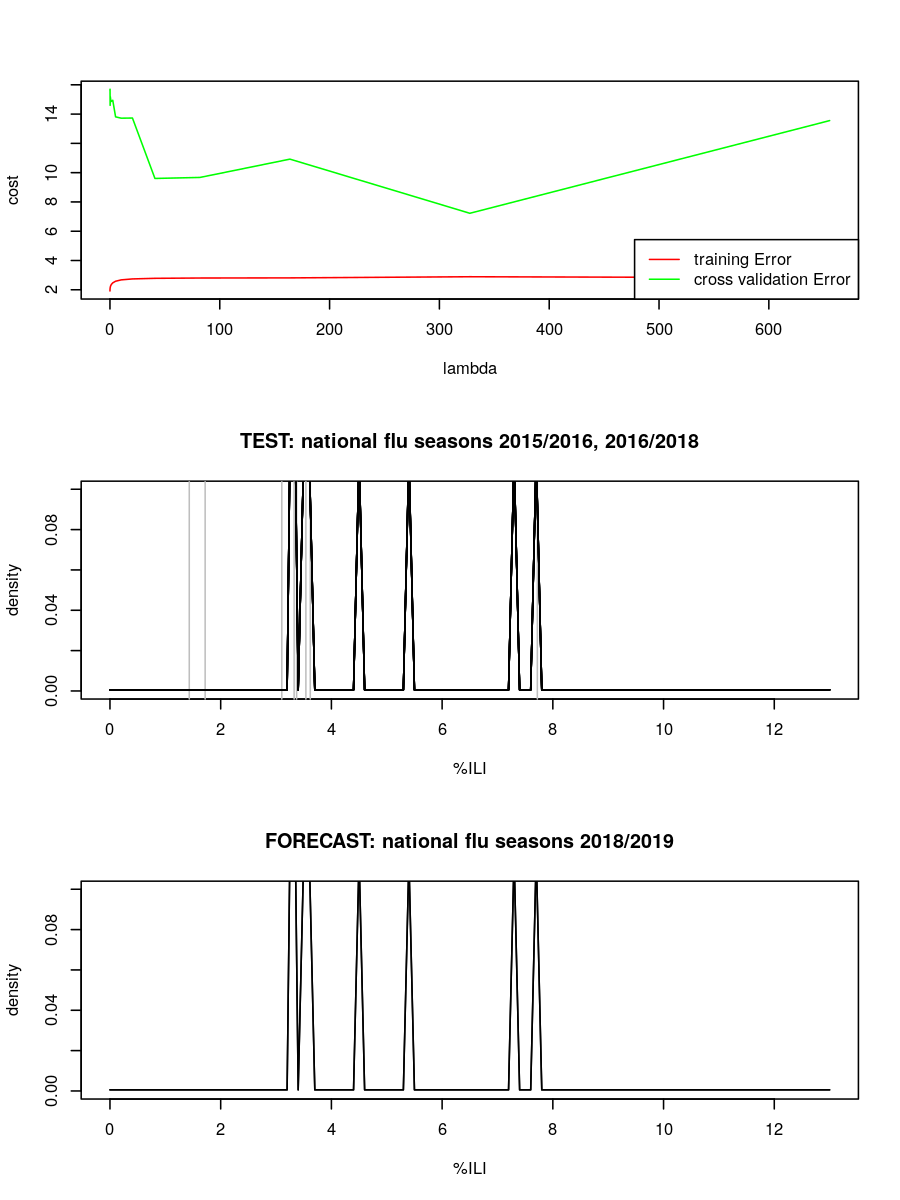 14
10
8
6
4
2
cost
training Error
cross validation Error
0 100 200 300 400 500 600
lambda
TEST: national flu seasons 2015/2016, 2016/2018
0.08
0.04
0.00
density
0 2 4 6 8 10 12
%ILI
FORECAST: national flu seasons 2018/2019
0.08
0.04
0.00
density
0 2 4 6 8 10 12
%ILI